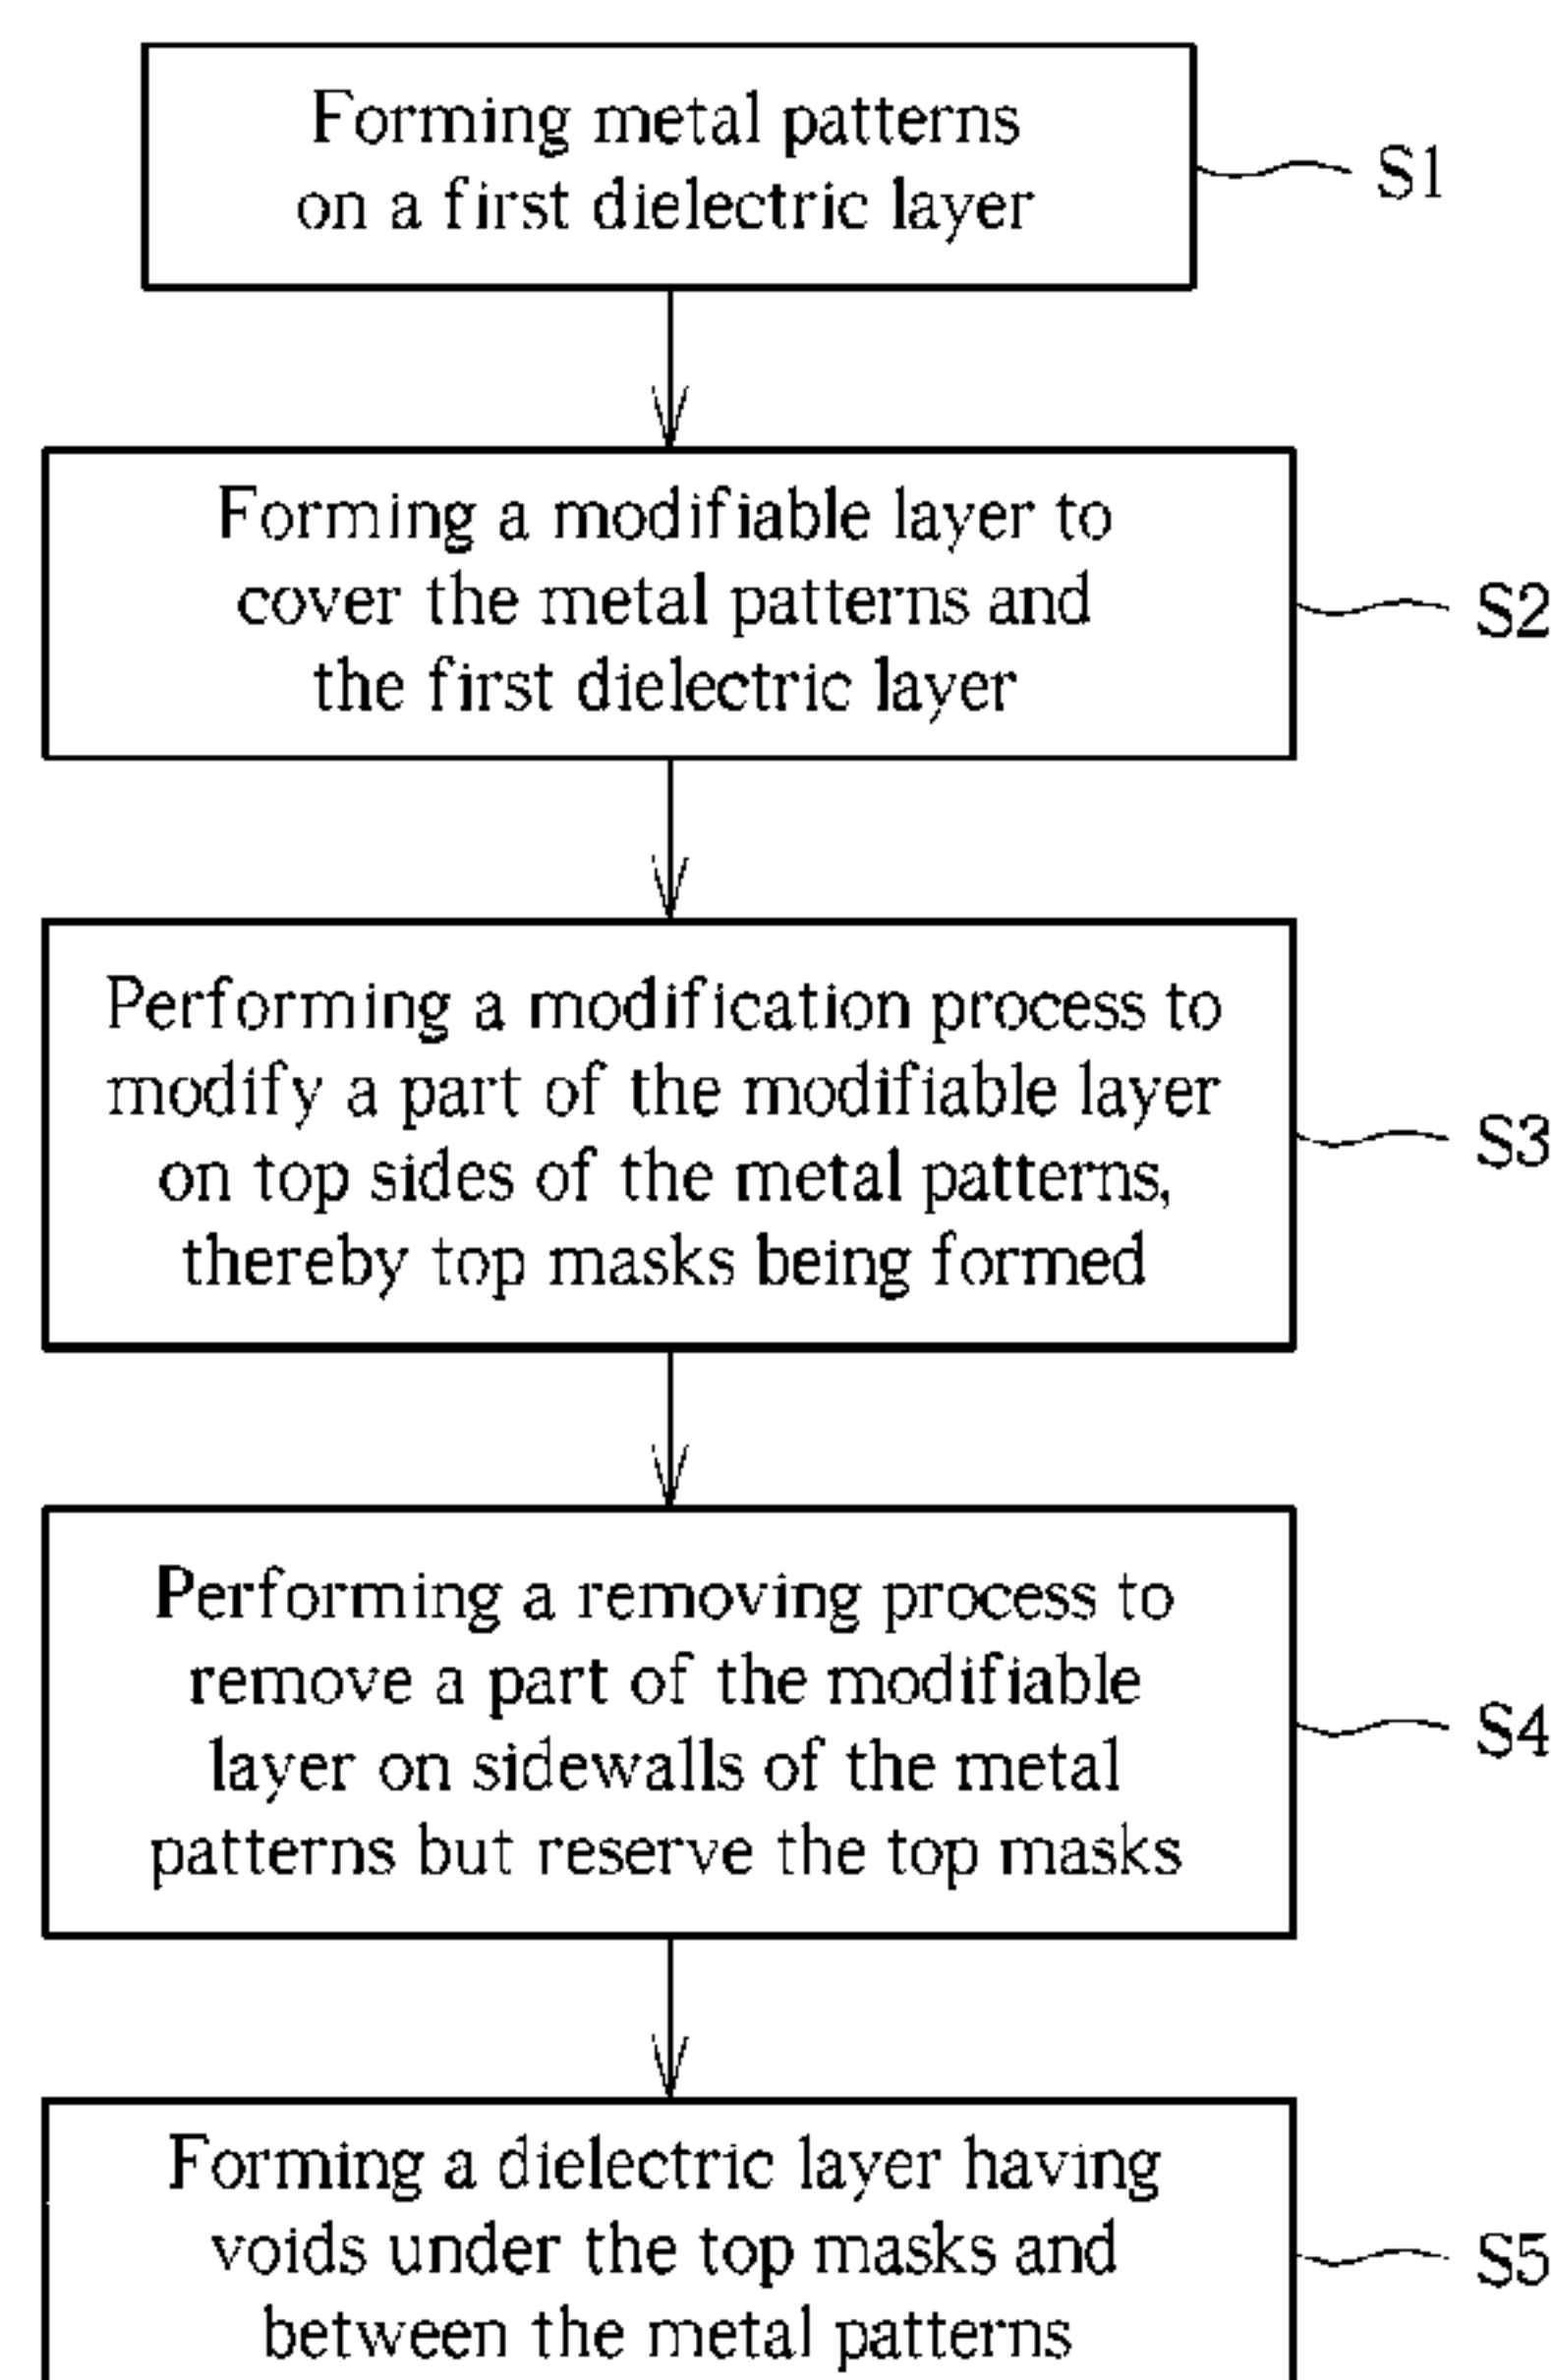 Forming metal patterns
on a first dielectric layer
S1
Forming a modifiable layer to
cover the metal patterns and
the first dielectric layer
S2
Performing a modification process to
modify a part of the modifiable layer
on top sides of the metal patterns,
thereby top masks being formed
S3
Performing a removing process to
remove a part of the modifiable
layer on sidewalls of the metal
patterns but reserve the top masks
S4
Forming a dielectric layer having
voids under the top masks and
between the metal patterns
S5